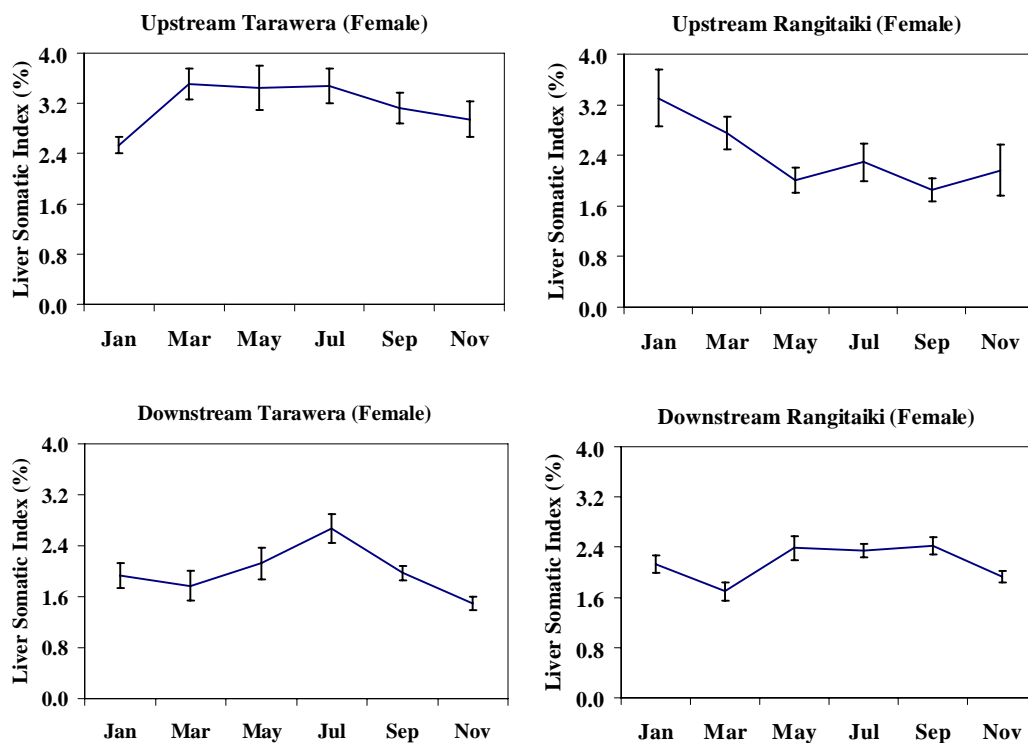 Upstream Tarawera (Female)
Liver Somatic Index (%)
4.0
3.2
2.4
1.6
0.8
0.0
Jan Mar May Jul Sep Nov
Upstream Rangitaiki (Female)
Liver Somatic Index (%)
4.0
3.2
2.4
1.6
0.8
0.0
Jan Mar May Jul Sep Nov
Downstream Tarawera (Female)
Liver Somatic Index (%)
4.0
3.2
2.4
1.6
0.8
0.0
Jan Mar May Jul Sep Nov
Downstream Rangitaiki (Female)
Liver Somatic Index (%)
4.0
3.2
2.4
1.6
0.8
0.0
Jan Mar May Jul Sep Nov